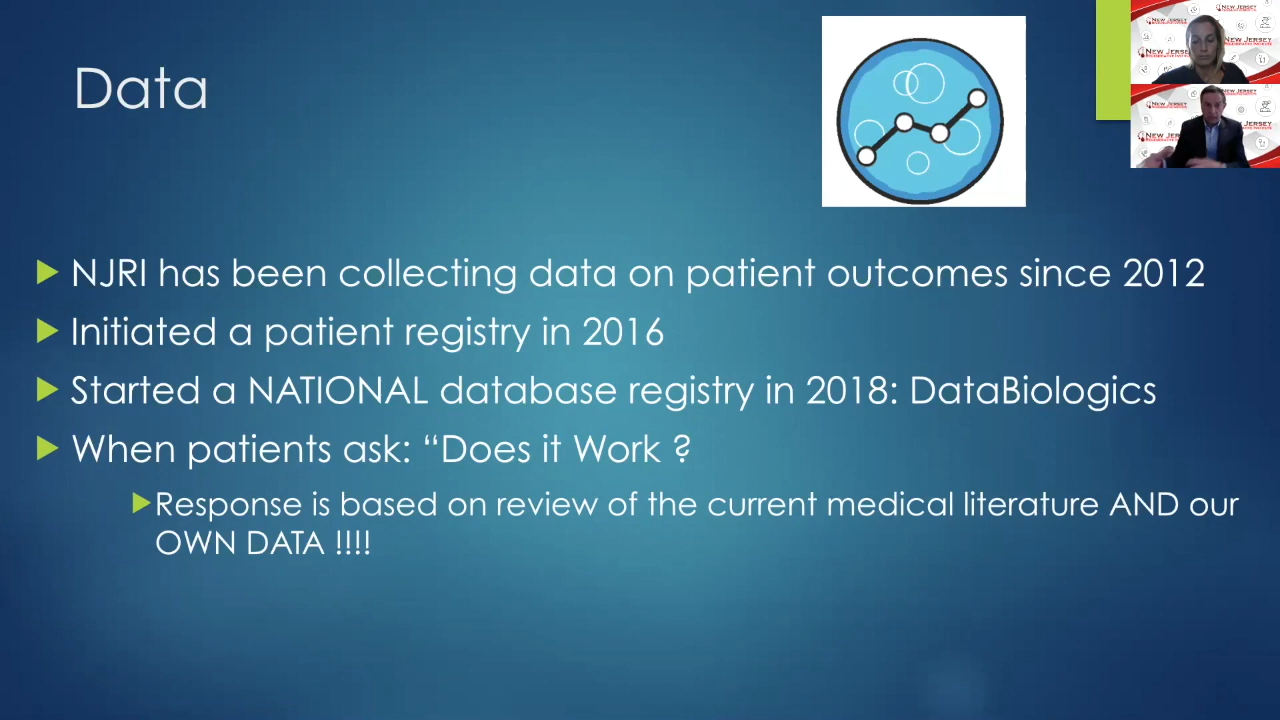 Data
NJRI has been collecting data on patient outcomes since 2012
Initiated a patient registry in 2016
Started a NATIONAL database registry in 2018: DataBiologics
When patients ask: “Does it Work ?
Response is based on review of the current medical literature AND our
OWN DATA !!!!
NEW JERSEY